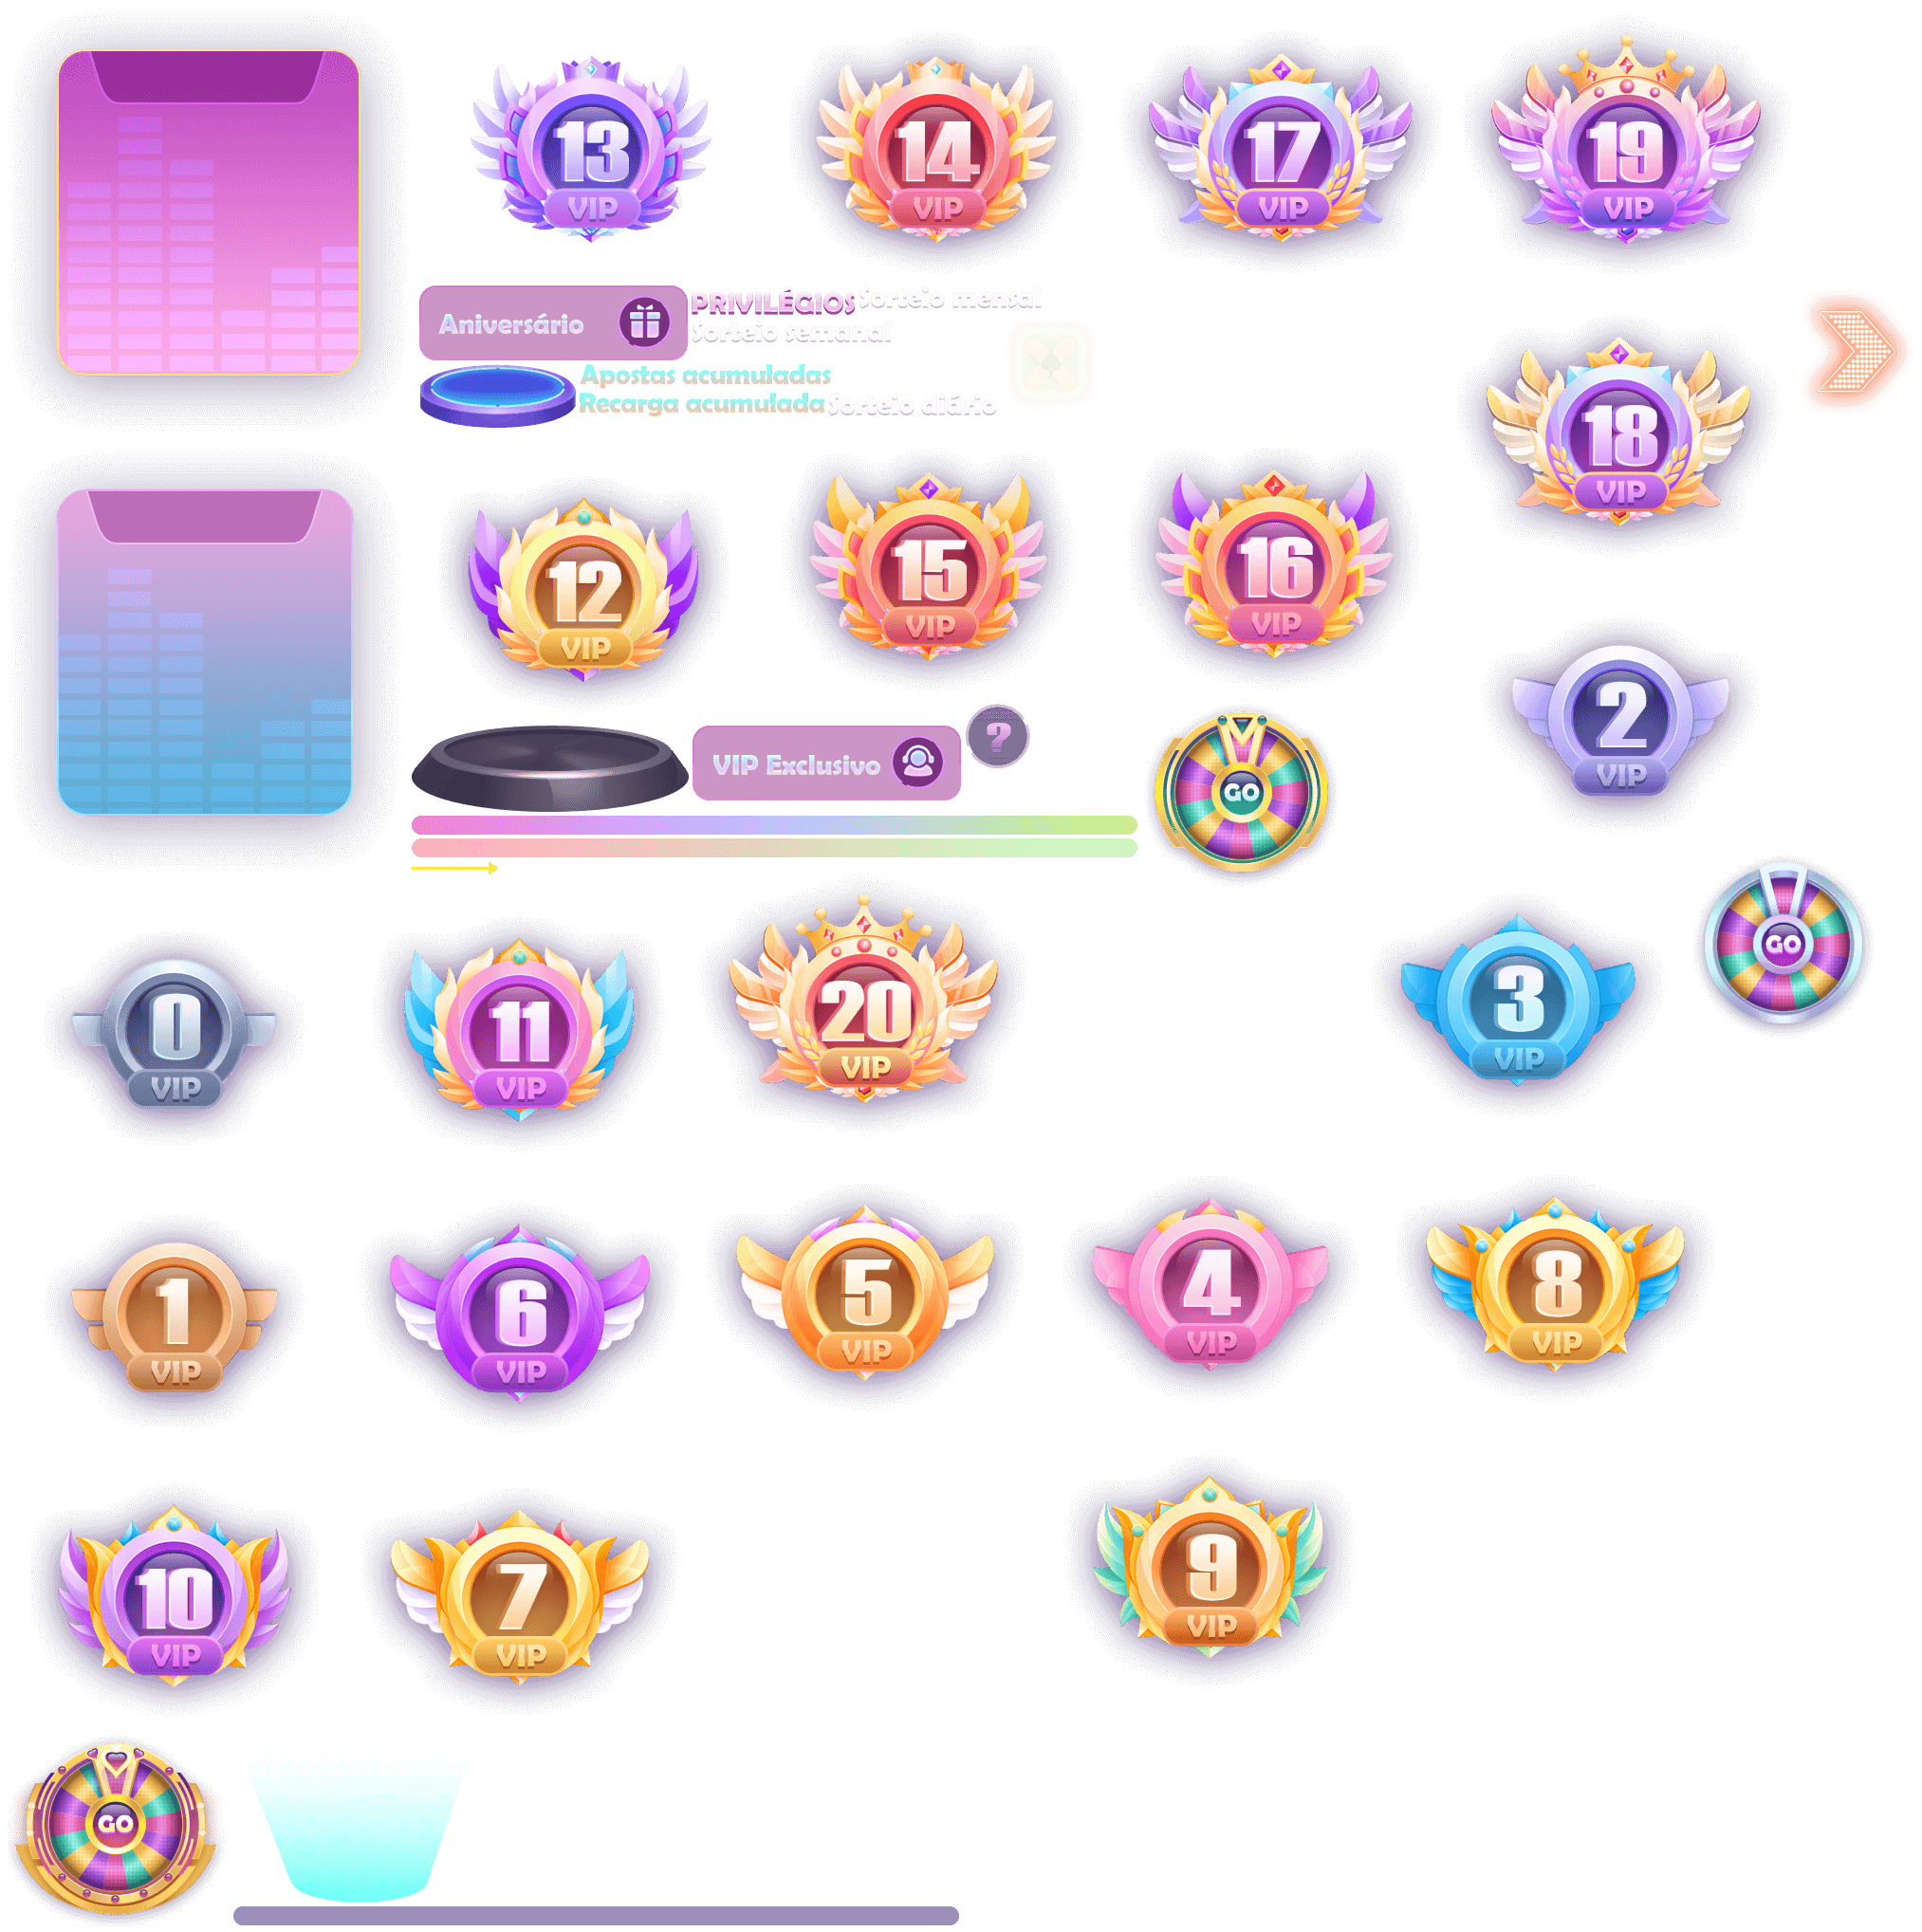 13
VIP
14
VIP
17
VIP
19
VIP
Aniversário
PRIVILÉGIOS
Sorteio mensal
Sorteio semanal
Apostas acumuladas
Recarga acumulada
Sorteio diário
18
VIP
12
VIP
15
VIP
16
VIP
2
VIP
VIP Exclusivo
?
GO
0
VIP
11
VIP
20
VIP
3
VIP
GO
1
VIP
6
VIP
5
VIP
4
VIP
8
VIP
10
VIP
7
VIP
9
VIP
GO